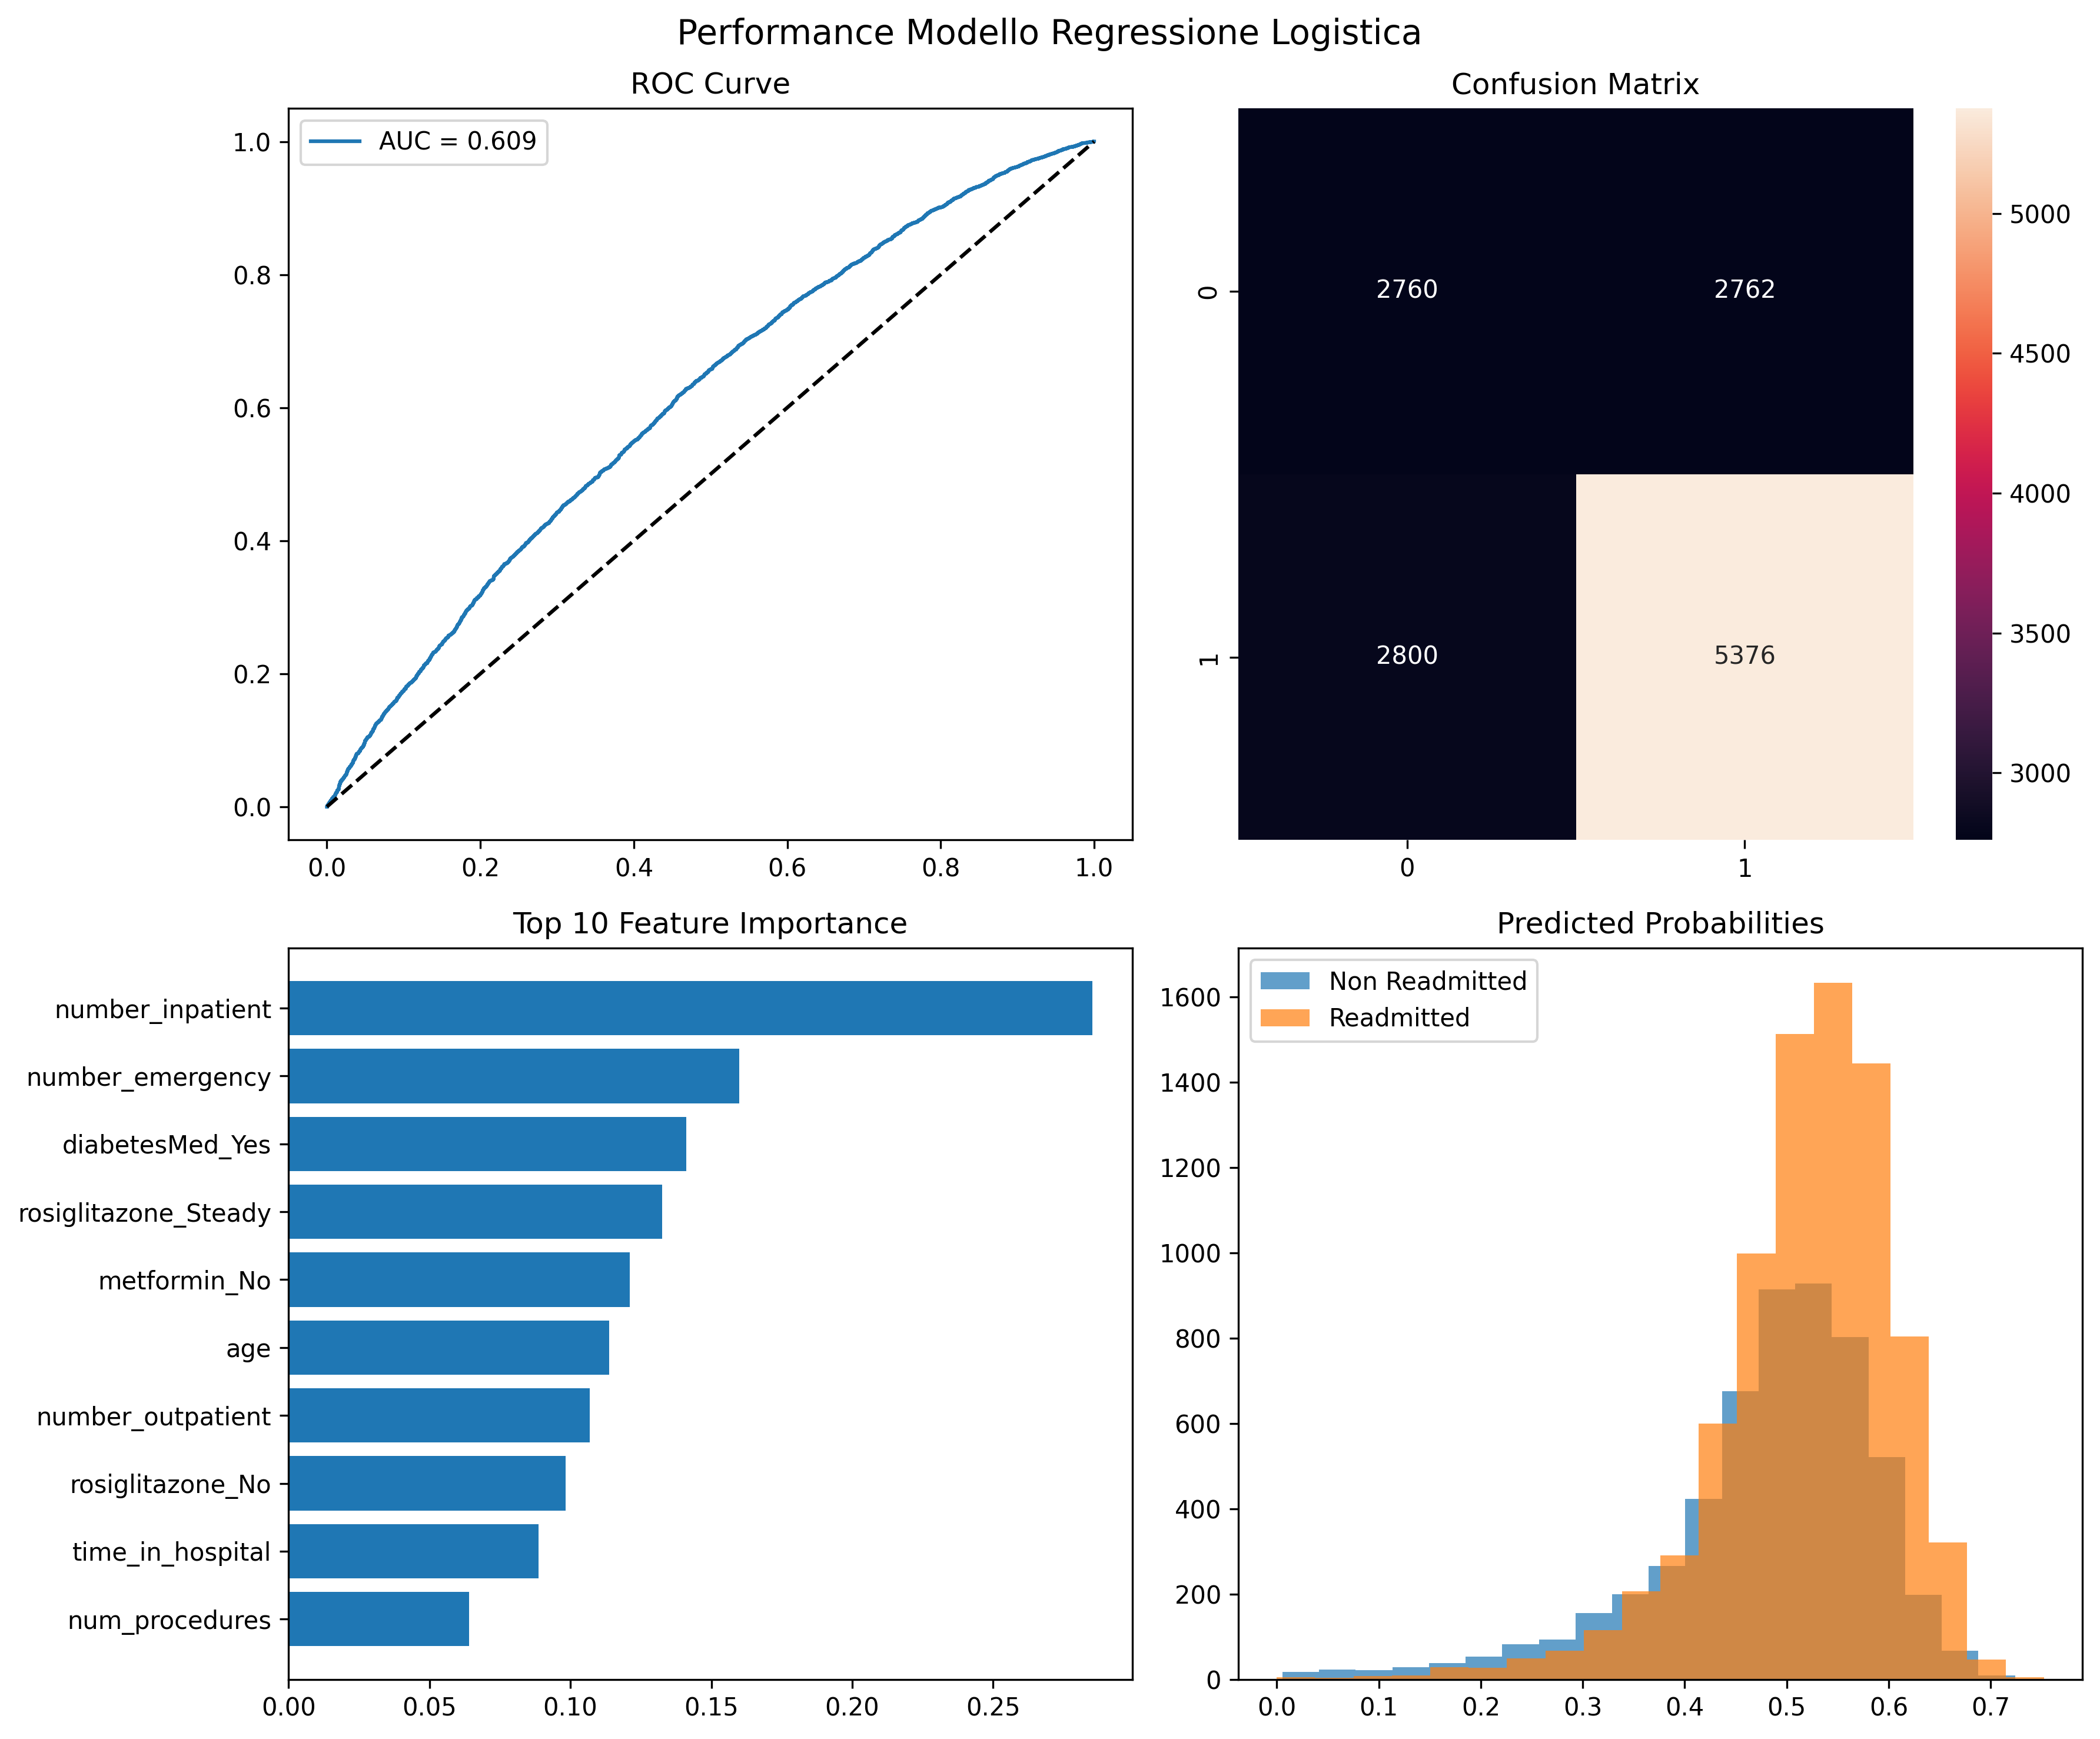 Performance Modello Regressione Logistica
ROC Curve
AUC = 0.609
1.0
0.8
0.6
0.4
0.2
0.0
0.0 0.2 0.4 0.6 0.8 1.0
Confusion Matrix
0
2760 2762
1
2800 5376
0 1
5000
4500
4000
3500
3000
Top 10 Feature Importance
number_inpatient
number_emergency
diabetesMed_Yes
rosiglitazone_Steady
metformin_No
age
number_outpatient
rosiglitazone_No
time_in_hospital
num_procedures
0.00 0.05 0.10 0.15 0.20 0.25
Predicted Probabilities
Non Readmitted
Readmitted
1600
1400
1200
1000
800
600
400
200
0
0.0 0.1 0.2 0.3 0.4 0.5 0.6 0.7